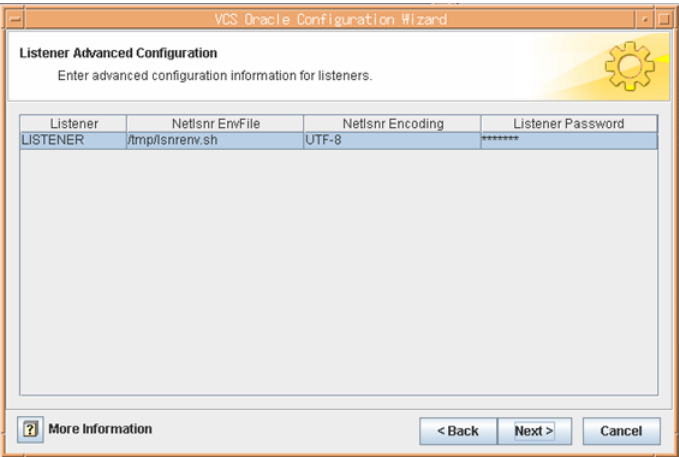 VCS Oracle Configuration Wizard
Listener Advanced Configuration
Enter advanced configuration information for listeners.
Listener Netlsnr EnvFile Netlsnr Encoding Listener Password
LISTENER /tmp/lsnrenv.sh UTF-8 *******
? More Information < Back Next > Cancel